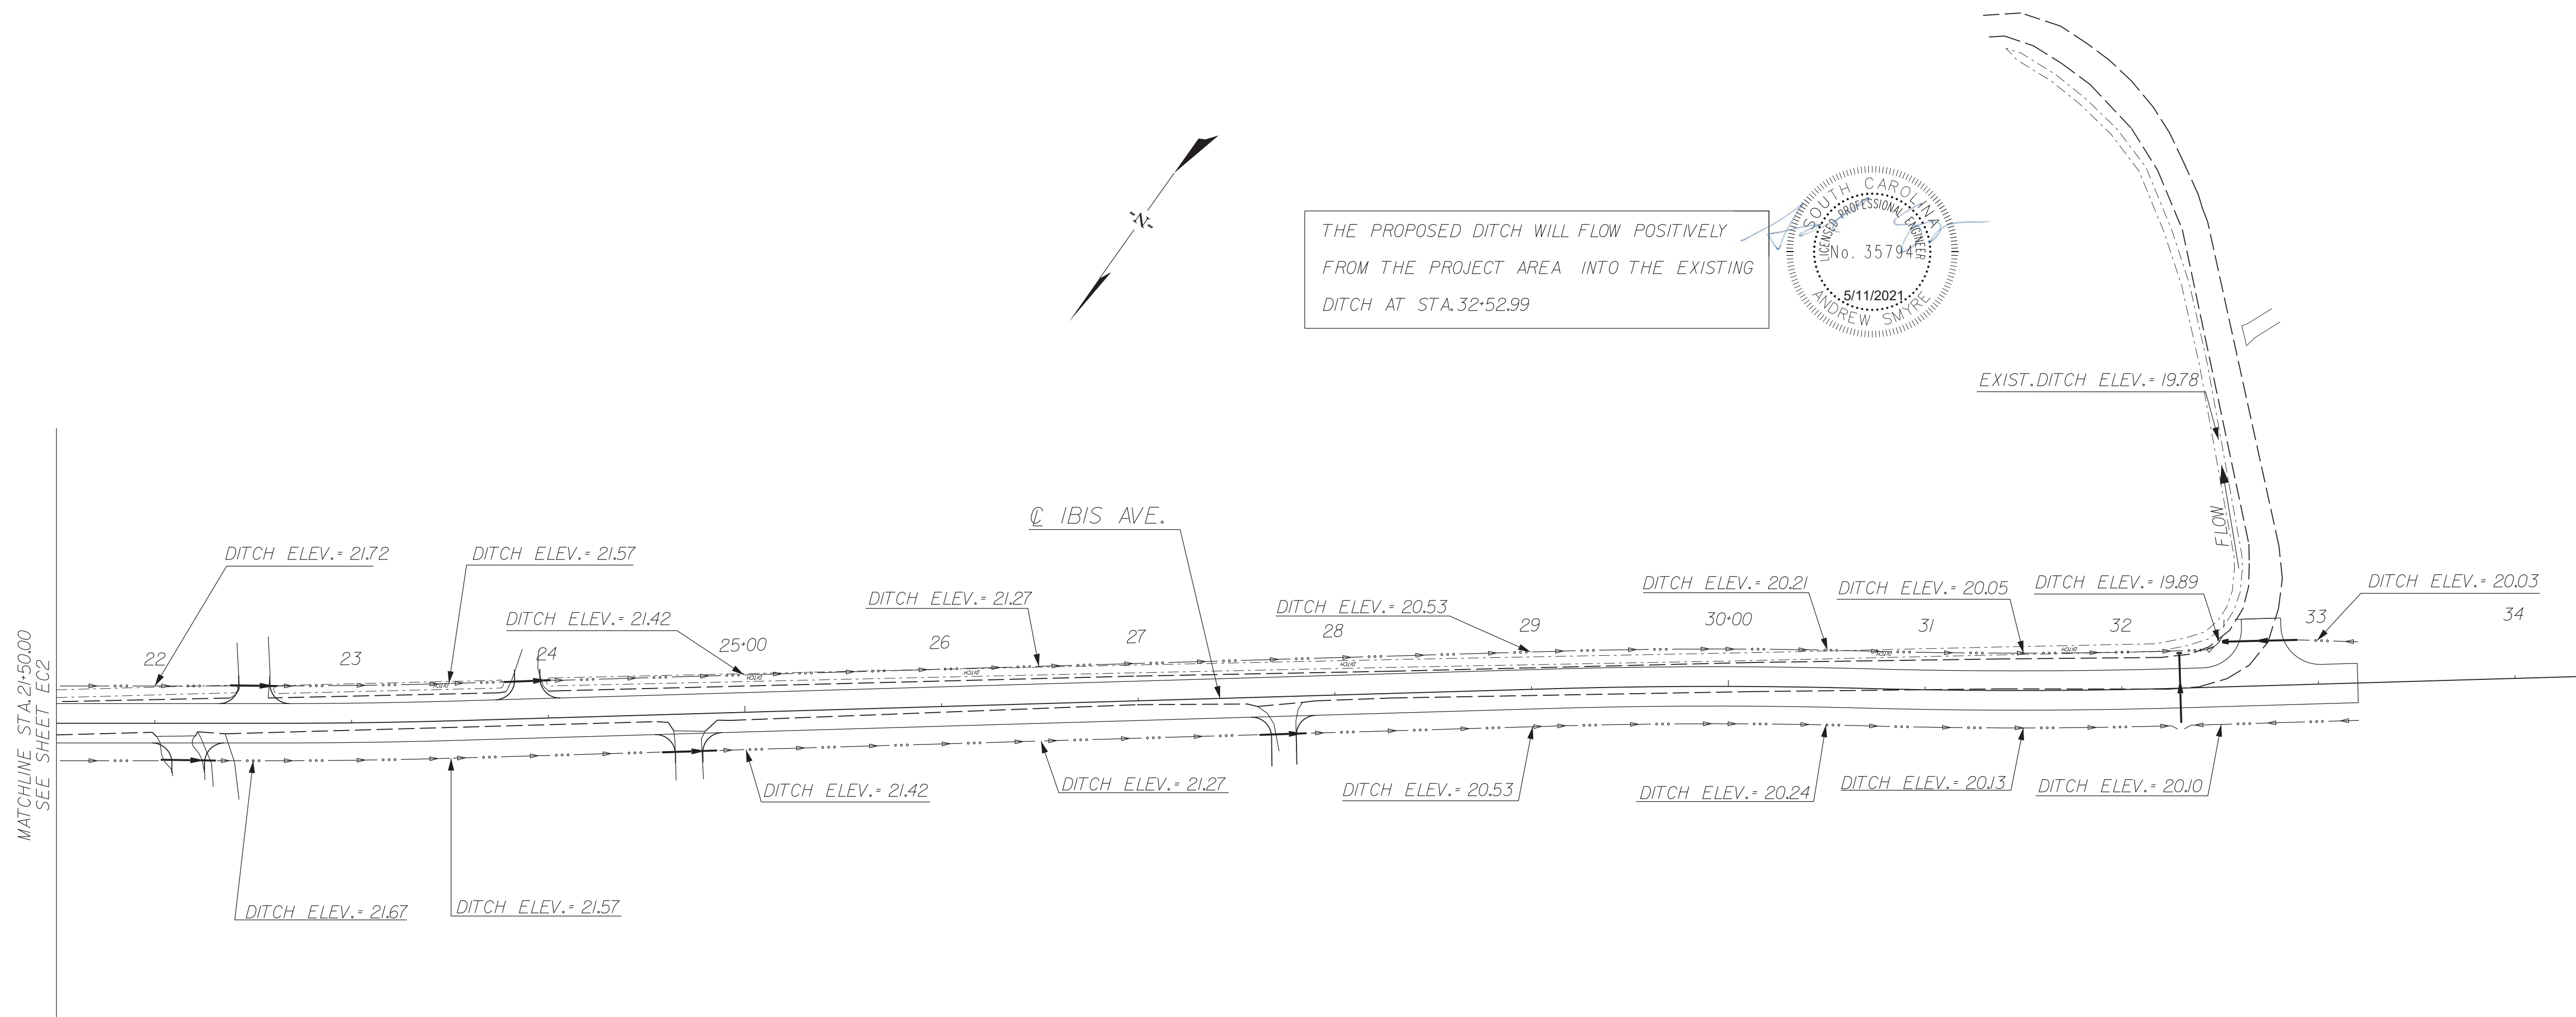 -N-
THE PROPOSED DITCH WILL FLOW POSITIVELY
FROM THE PROJECT AREA INTO THE EXISTING
DITCH AT STA.32+52.99
SOUTH CAROLINA
LICENSED PROFESSIONAL ENGINEER
No. 35794
5/11/2021
ANDREW SMYRE
EXIST. DITCH ELEV.= 19.78
FLOW
℄ IBIS AVE.
DITCH ELEV.= 21.72
DITCH ELEV.= 21.57
DITCH ELEV.= 21.42
DITCH ELEV.= 21.27
DITCH ELEV.= 20.53
DITCH ELEV.= 20.21
DITCH ELEV.= 20.05
DITCH ELEV.= 19.89
DITCH ELEV.= 20.03
22
23
24
25+00
26
27
28
29
30+00
31
32
33
34
DITCH
DITCH
DITCH
DITCH
DITCH
DITCH
MATCHLINE STA. 21+50.00
SEE SHEET EC2
DITCH ELEV.= 21.67
DITCH ELEV.= 21.57
DITCH ELEV.= 21.42
DITCH ELEV.= 21.27
DITCH ELEV.= 20.53
DITCH ELEV.= 20.24
DITCH ELEV.= 20.13
DITCH ELEV.= 20.10